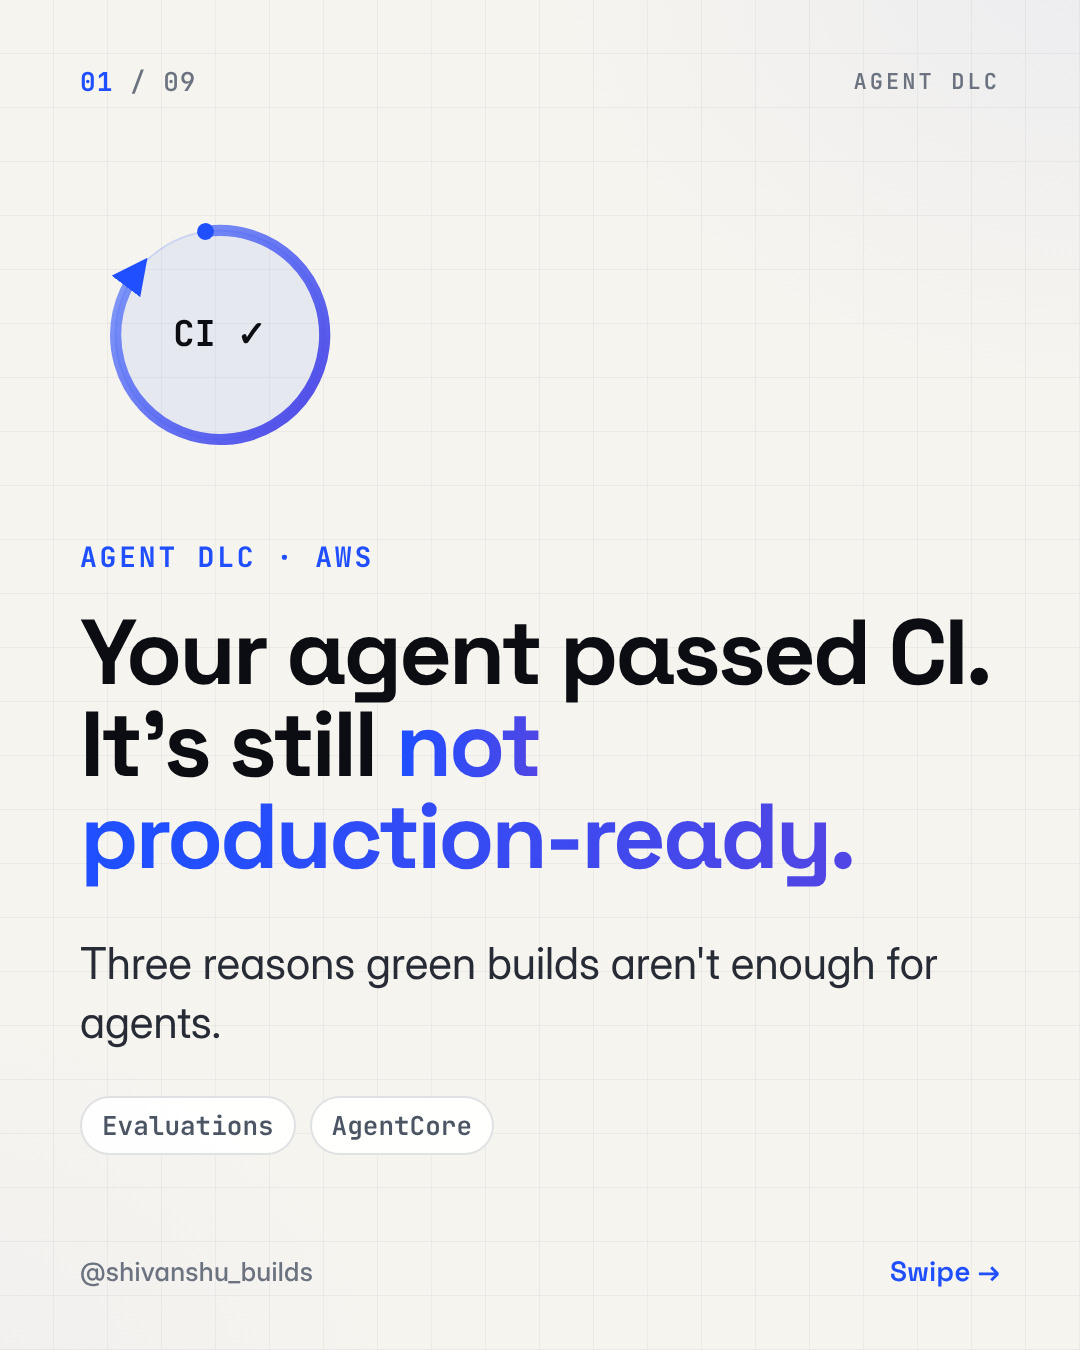 01 / 09
AGENT DLC
CI ✓
AGENT DLC · AWS
Your agent passed CI.
It’s still not
production-ready.
Three reasons green builds aren't enough for
agents.
Evaluations
AgentCore
@shivanshu_builds
Swipe →